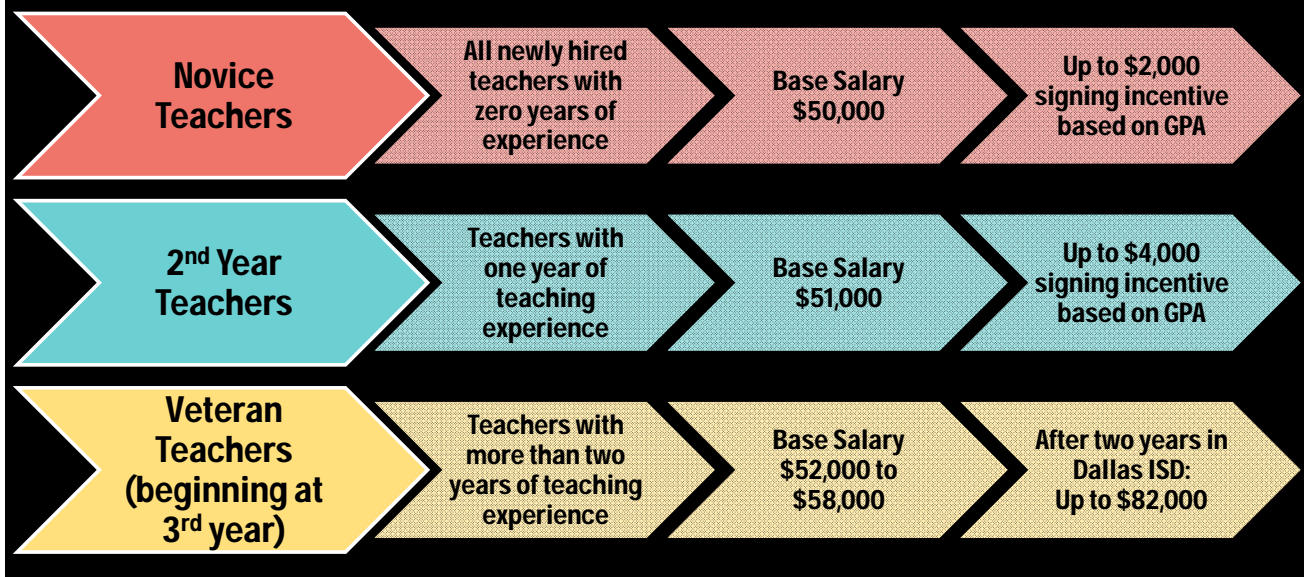 Novice
Teachers
All newly hired
teachers with
zero years of
experience
Base Salary
$50,000
Up to $2,000
signing incentive
based on GPA
2nd Year
Teachers
Teachers with
one year of
teaching
experience
Base Salary
$51,000
Up to $4,000
signing incentive
based on GPA
Veteran
Teachers
(beginning at
3rd year)
Teachers with
more than two
years of teaching
experience
Base Salary
$52,000 to
$58,000
After two years in
Dallas ISD:
Up to $82,000